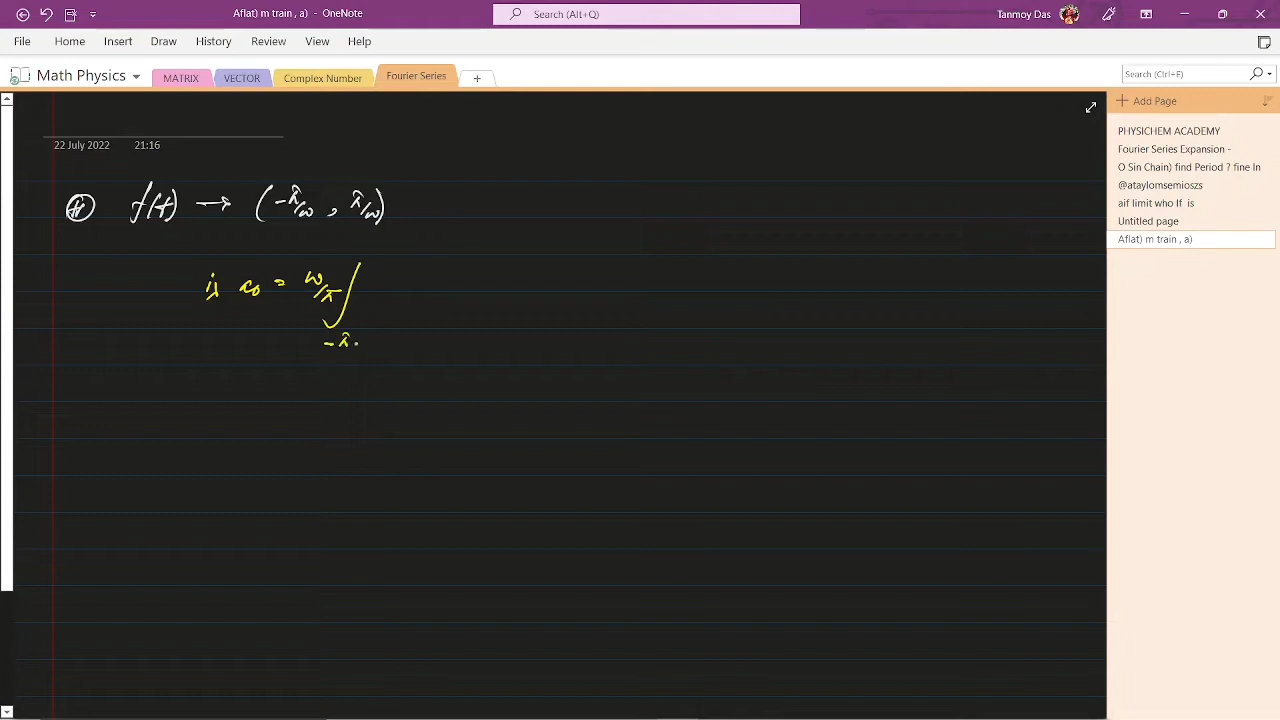 Aflat) m train , a) - OneNote
Search (Alt+Q)
Tanmoy Das
File Home Insert Draw History Review View Help
Math Physics
MATRIX VECTOR Complex Number Fourier Series +
Search (Ctrl+E)
Add Page
22 July 2022 21:16
PHYSICHEM ACADEMY
Fourier Series Expansion -
O Sin Chain) find Period ? fine In
@ataylomsemioszs
aif limit who If is
Untitled page
Aflat) m train , a)
f(t) → (-π/ω , π/ω)
is a₀ = ω/π ∫
-π